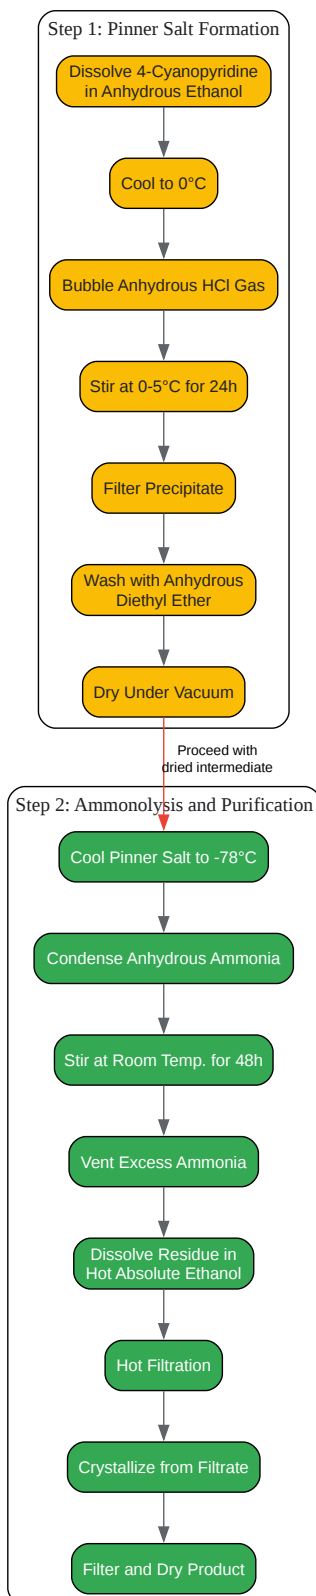 Step 1: Pinner Salt Formation
Dissolve 4-Cyanopyridine
in Anhydrous Ethanol
Cool to 0°C
Bubble Anhydrous HCl Gas
Stir at 0-5°C for 24h
Filter Precipitate
Wash with Anhydrous
Diethyl Ether
Dry Under Vacuum
Proceed with
dried intermediate
Step 2: Ammonolysis and Purification
Cool Pinner Salt to -78°C
Condense Anhydrous Ammonia
Stir at Room Temp. for 48h
Vent Excess Ammonia
Dissolve Residue in
Hot Absolute Ethanol
Hot Filtration
Crystallize from Filtrate
Filter and Dry Product